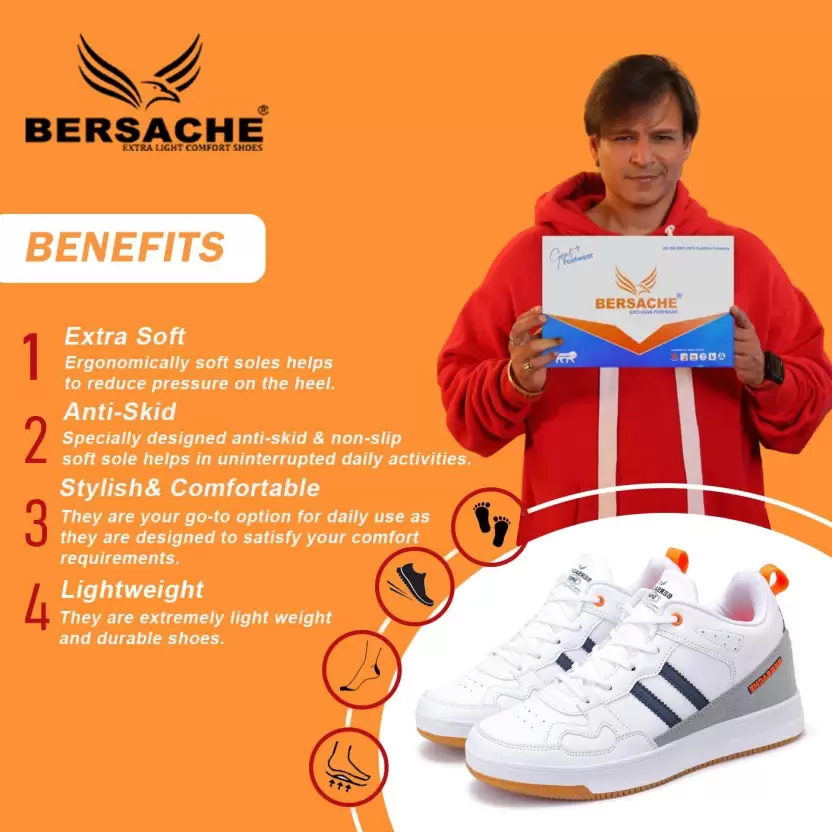 BERSACHE®
EXTRA LIGHT COMFORT SHOES
BENEFITS
1
Extra Soft
Ergonomically soft soles helps
to reduce pressure on the heel.
2
Anti-Skid
Specially designed anti-skid & non-slip
soft sole helps in uninterrupted daily activities.
3
Stylish& Comfortable
They are your go-to option for daily use as
they are designed to satisfy your comfort
requirements.
4
Lightweight
They are extremely light weight
and durable shoes.
Footwear
BERSACHE®
EXCLUSIVE FOOTWEAR
BERSACHE
BERSACHE